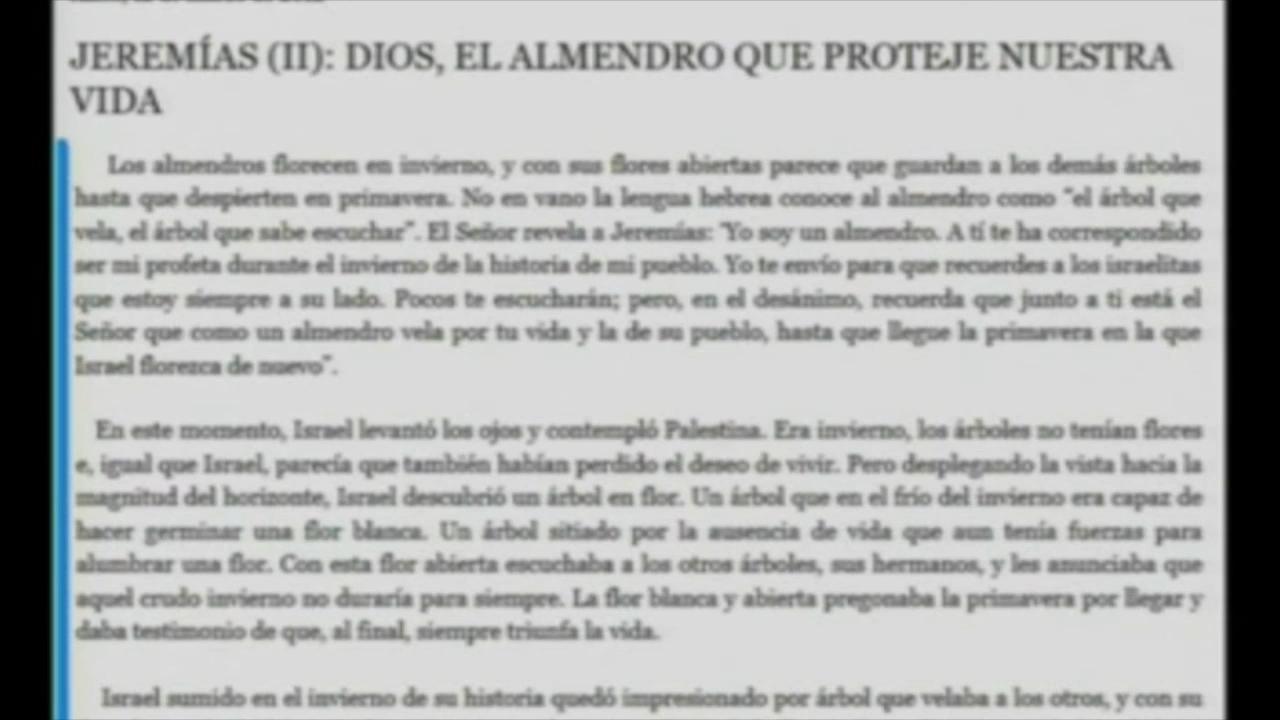 JEREMÍAS (II): DIOS, EL ALMENDRO QUE PROTEJE NUESTRA
VIDA
Los almendros florecen en invierno, y con sus flores abiertas parece que guardan a los demás árboles
hasta que despierten en primavera. No en vano la lengua hebrea conoce al almendro como "el árbol que
vela, el árbol que sabe escuchar". El Señor revela a Jeremías: "Yo soy un almendro. A tí te ha correspondido
ser mi profeta durante el invierno de la historia de mi pueblo. Yo te envío para que recuerdes a los israelitas
que estoy siempre a su lado. Pocos te escucharán; pero, en el desánimo, recuerda que junto a ti está el
Señor que como un almendro vela por tu vida y la de su pueblo, hasta que llegue la primavera en la que
Israel florezca de nuevo".
En este momento, Israel levantó los ojos y contempló Palestina. Era invierno, los árboles no tenían flores
e, igual que Israel, parecía que también habían perdido el deseo de vivir. Pero desplegando la vista hacia la
magnitud del horizonte, Israel descubrió un árbol en flor. Un árbol que en el frío del invierno era capaz de
hacer germinar una flor blanca. Un árbol sitiado por la ausencia de vida que aun tenía fuerzas para
alumbrar una flor. Con esta flor abierta escuchaba a los otros árboles, sus hermanos, y les anunciaba que
aquel crudo invierno no duraría para siempre. La flor blanca y abierta pregonaba la primavera por llegar y
daba testimonio de que, al final, siempre triunfa la vida.
Israel sumido en el invierno de su historia quedó impresionado por árbol que velaba a los otros, y con su